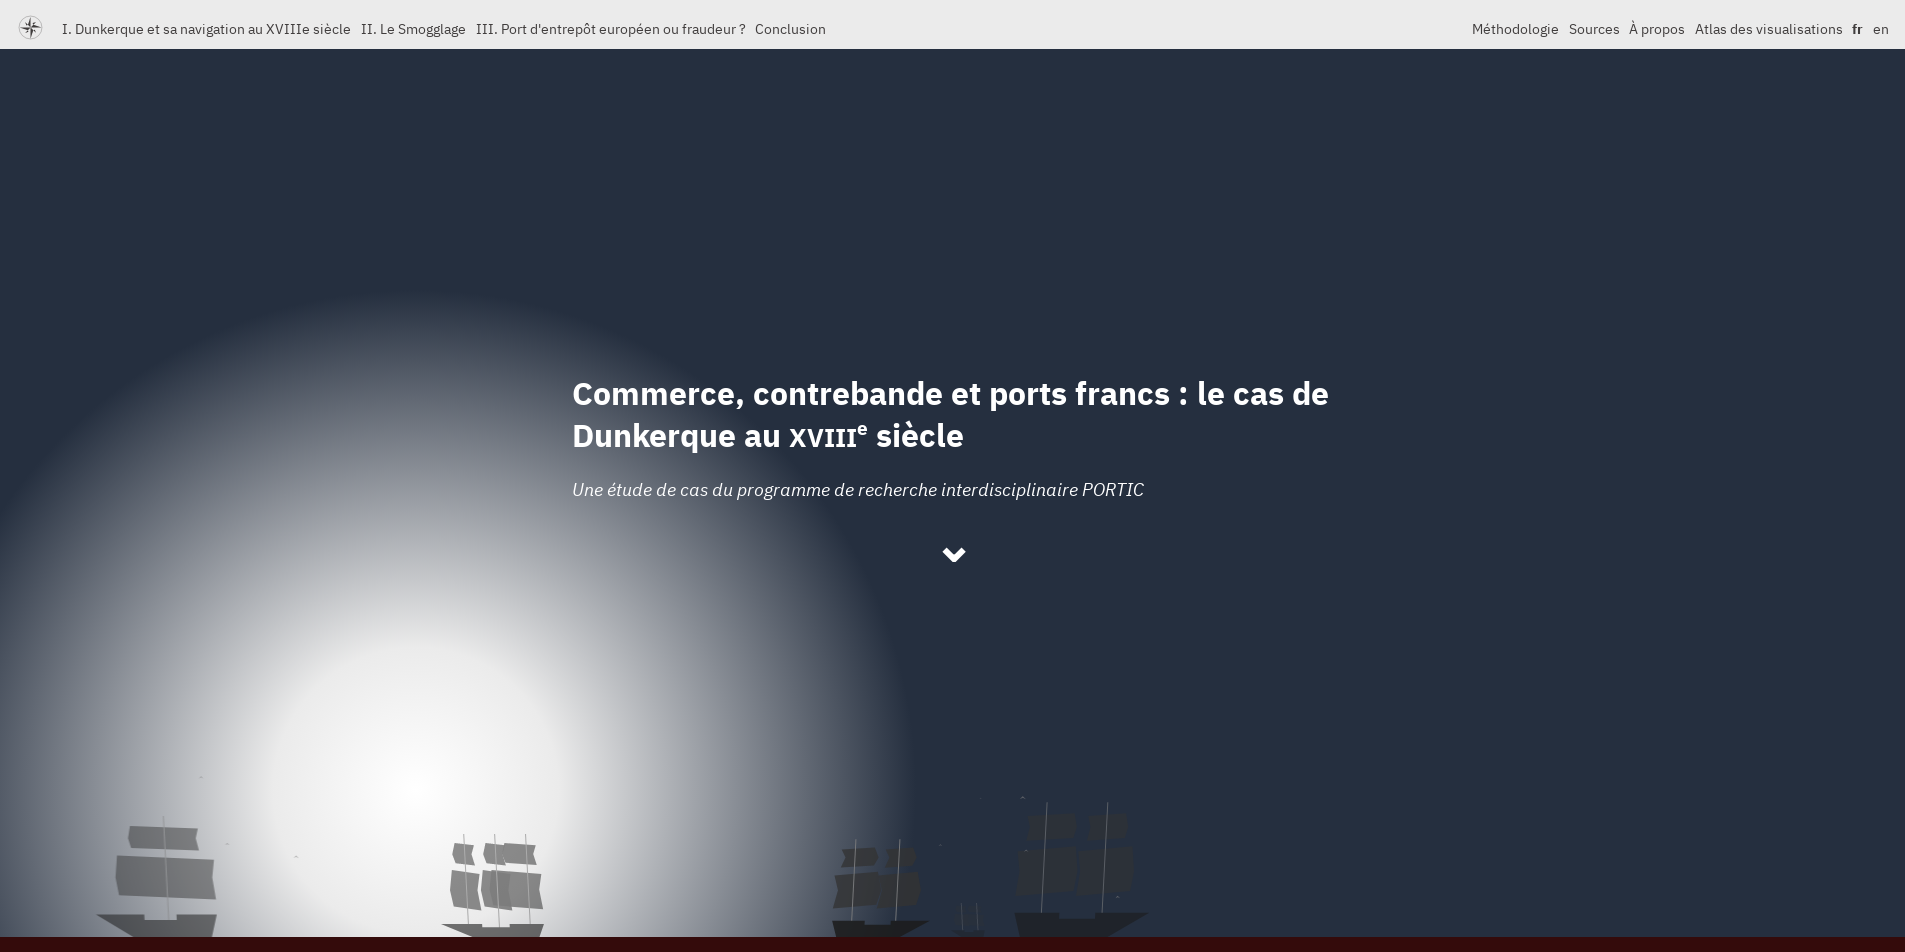 I. Dunkerque et sa navigation au XVIIIe siècle II. Le Smogglage III. Port d'entrepôt européen ou fraudeur ? Conclusion Méthodologie Sources À propos Atlas des visualisations fr en
Commerce, contrebande et ports francs : le cas de
Dunkerque au XVIIIe siècle
Une étude de cas du programme de recherche interdisciplinaire PORTIC